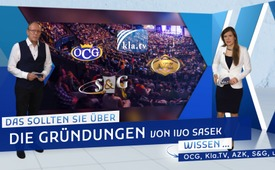 OCG
kla.tv
S&G
DAS SOLLTEN SIE ÜBER
DIE GRÜNDUNGEN VON IVO SASEK
WISSEN ...
OCG, Kla.TV, AZK, S&G, U